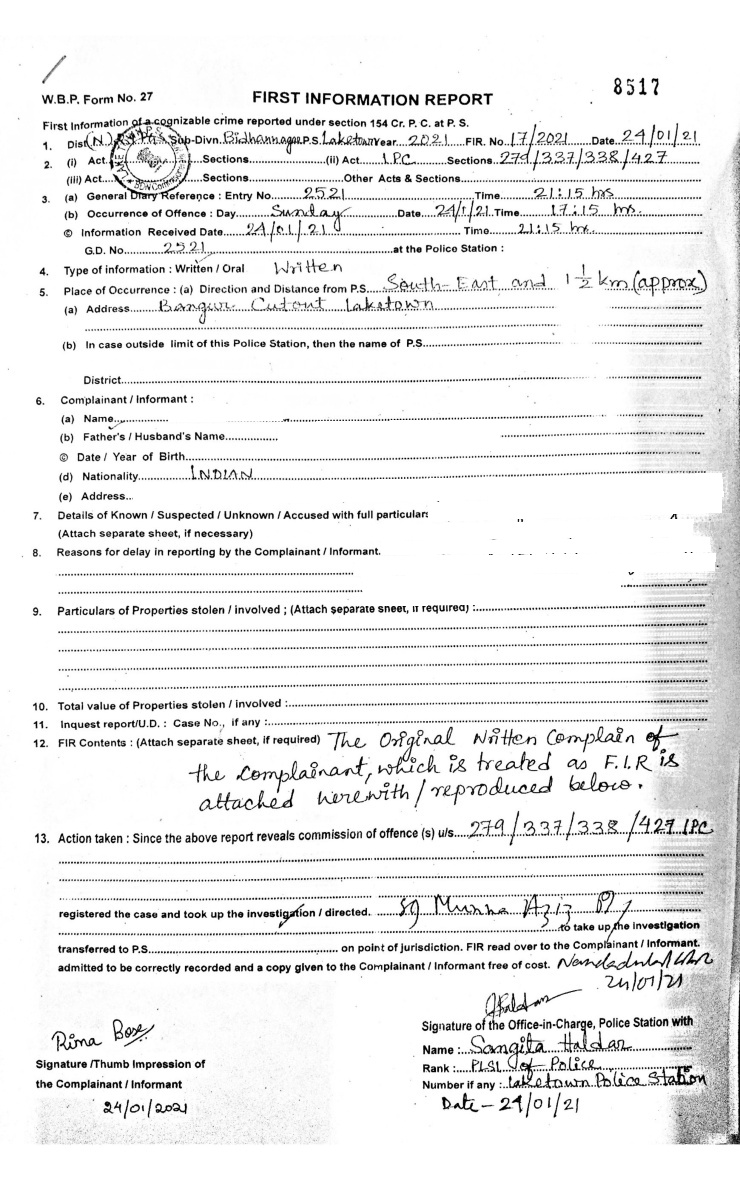 8517
W.B.P. Form No. 27 FIRST INFORMATION REPORT
First Information of a cognizable crime reported under section 154 Cr. P. C. at P. S.
1. Dist (N) Sub-Divn. Bidhannagar P.S. Laketown Year 2021 FIR. No 17/2021 Date 24/01/21
2. (i) Act Sections (ii) Act IPC Sections 279/337/338/427
(iii) Act Sections Other Acts & Sections
3. (a) General Diary Reference : Entry No 2521 Time 21:15 hrs
(b) Occurrence of Offence : Day Sunday Date 24/1/21 Time 17:15 hrs.
© Information Received Date 24/01/21 Time 21:15 hrs.
G.D. No 2521 at the Police Station :
4. Type of information : Written / Oral Written
5. Place of Occurrence : (a) Direction and Distance from P.S. South-East and 1 1/2 km (approx)
(a) Address Bangur Cutout Laketown
(b) In case outside limit of this Police Station, then the name of P.S
District
6. Complainant / Informant :
(a) Name
(b) Father's / Husband's Name
© Date / Year of Birth
(d) Nationality INDIAN
(e) Address..
7. Details of Known / Suspected / Unknown / Accused with full particulars
(Attach separate sheet, if necessary)
8. Reasons for delay in reporting by the Complainant / Informant.
9. Particulars of Properties stolen / involved ; (Attach separate sheet, if required) :
10. Total value of Properties stolen / involved :
11. Inquest report/U.D. : Case No., if any :
12. FIR Contents : (Attach separate sheet, if required) The Original Written Complain of
the Complainant, which is treated as F.I.R is
attached herewith / reproduced below.
13. Action taken : Since the above report reveals commission of offence (s) u/s 279/337/338/427 IPC
registered the case and took up the investigation / directed. SI Munna Aziz
to take up the investigation
transferred to P.S on point of jurisdiction. FIR read over to the Complainant / Informant.
admitted to be correctly recorded and a copy given to the Complainant / Informant free of cost.
24/01/21
Signature of the Office-in-Charge, Police Station with
Name : Sangita Haldar
Rank : PLSI of Police
Number if any : Laketown Police Station
Date - 24/01/21
Rima Bose
Signature /Thumb Impression of
the Complainant / Informant
24/01/2021